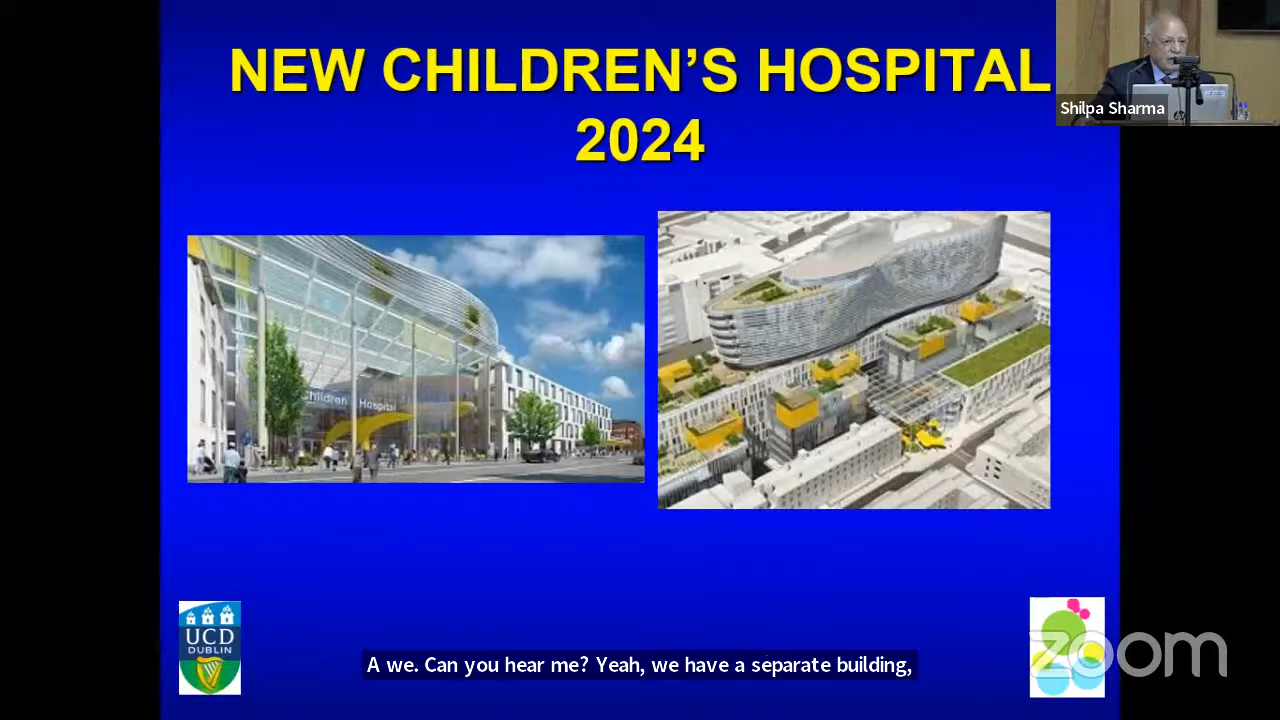 NEW CHILDREN'S HOSPITAL
2024
Shilpa Sharma
Children Hospital
UCD
DUBLIN
zoom
A we. Can you hear me? Yeah, we have a separate building,